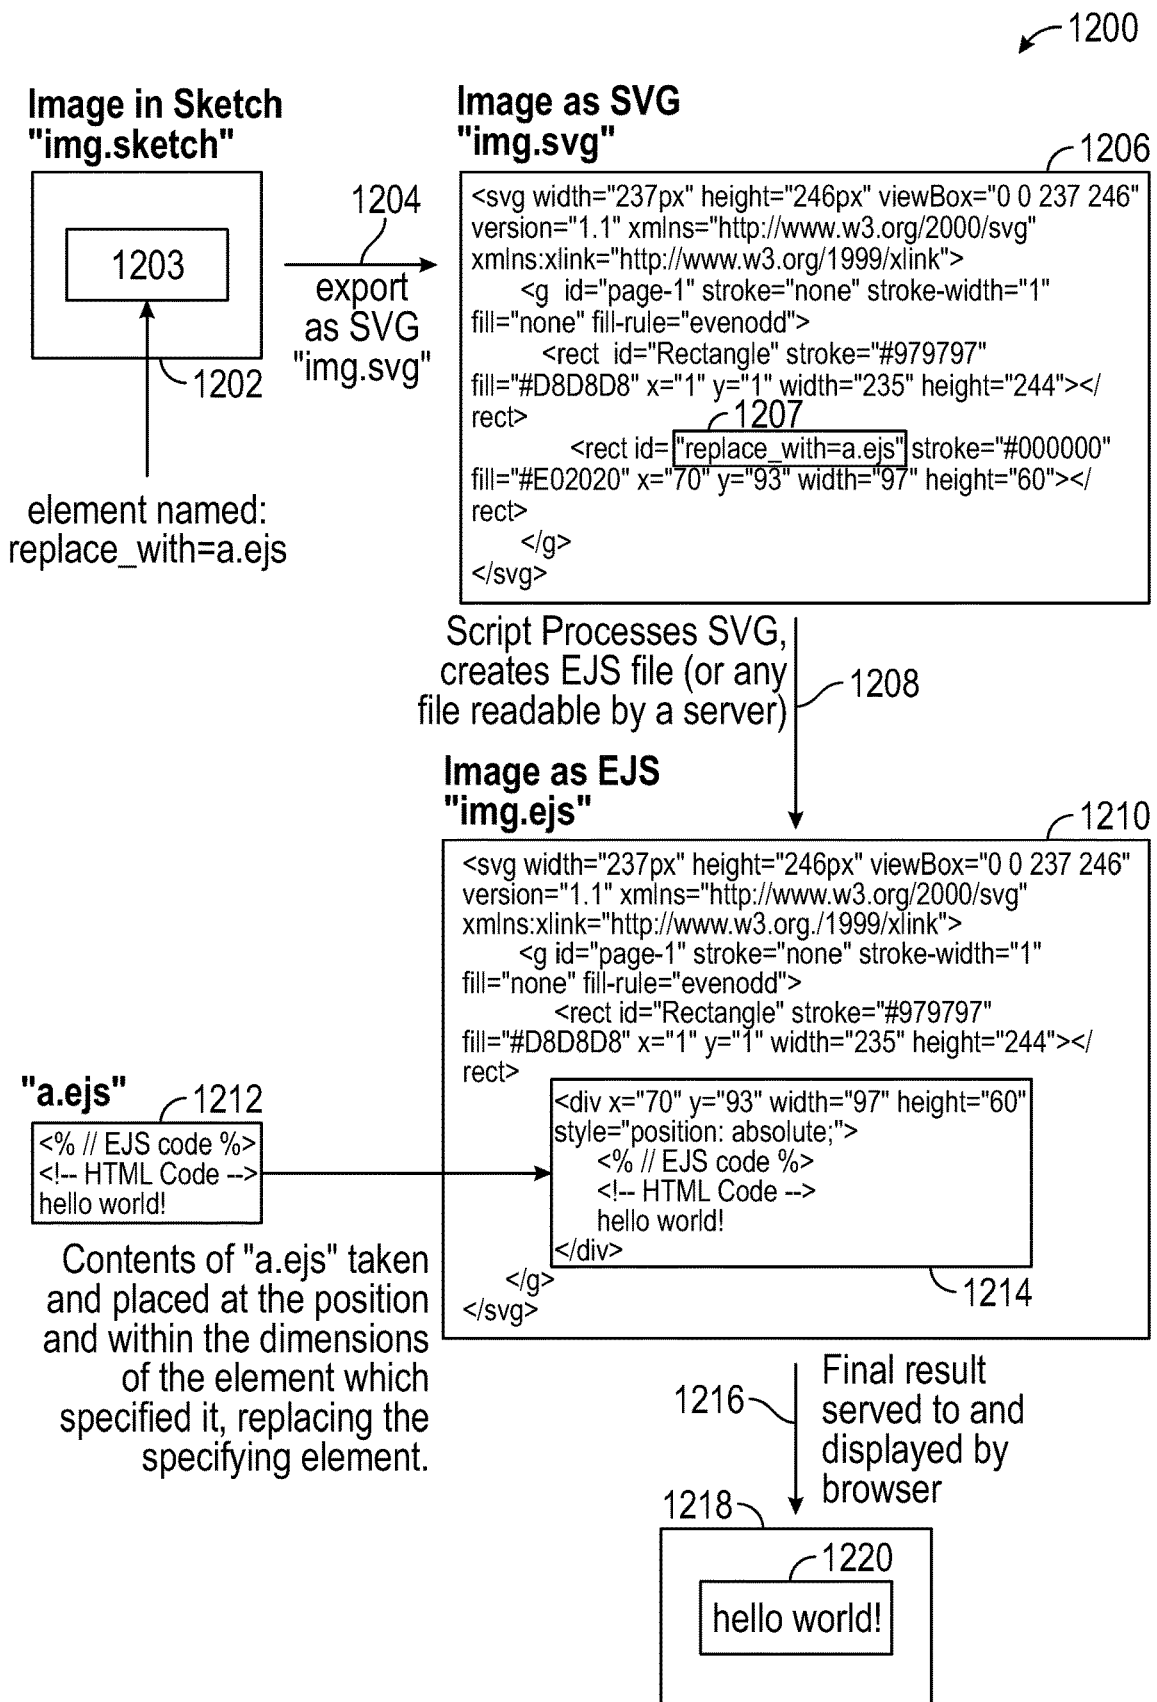 1200
Image in Sketch
"img.sketch"
1203
1202
element named:
replace_with=a.ejs
1204
export
as SVG
"img.svg"
Image as SVG
"img.svg"
1206
<svg width="237px" height="246px" viewBox="0 0 237 246"
version="1.1" xmlns="http://www.w3.org/2000/svg"
xmlns:xlink="http://www.w3.org/1999/xlink">
<g id="page-1" stroke="none" stroke-width="1"
fill="none" fill-rule="evenodd">
<rect id="Rectangle" stroke="#979797"
fill="#D8D8D8" x="1" y="1" width="235" height="244"></
rect>
1207
<rect id="replace_with=a.ejs" stroke="#000000"
fill="#E02020" x="70" y="93" width="97" height="60"></
rect>
</g>
</svg>
Script Processes SVG,
creates EJS file (or any
file readable by a server)
1208
Image as EJS
"img.ejs"
1210
<svg width="237px" height="246px" viewBox="0 0 237 246"
version="1.1" xmlns="http://www.w3.org/2000/svg"
xmlns:xlink="http://www.w3.org./1999/xlink">
<g id="page-1" stroke="none" stroke-width="1"
fill="none" fill-rule="evenodd">
<rect id="Rectangle" stroke="#979797"
fill="#D8D8D8" x="1" y="1" width="235" height="244"></
rect>
<div x="70" y="93" width="97" height="60"
style="position: absolute;">
<% // EJS code %>
<!-- HTML Code -->
hello world!
</div>
1214
</g>
</svg>
"a.ejs"
1212
<% // EJS code %>
<!-- HTML Code -->
hello world!
Contents of "a.ejs" taken
and placed at the position
and within the dimensions
of the element which
specified it, replacing the
specifying element.
1216
Final result
served to and
displayed by
browser
1218
1220
hello world!